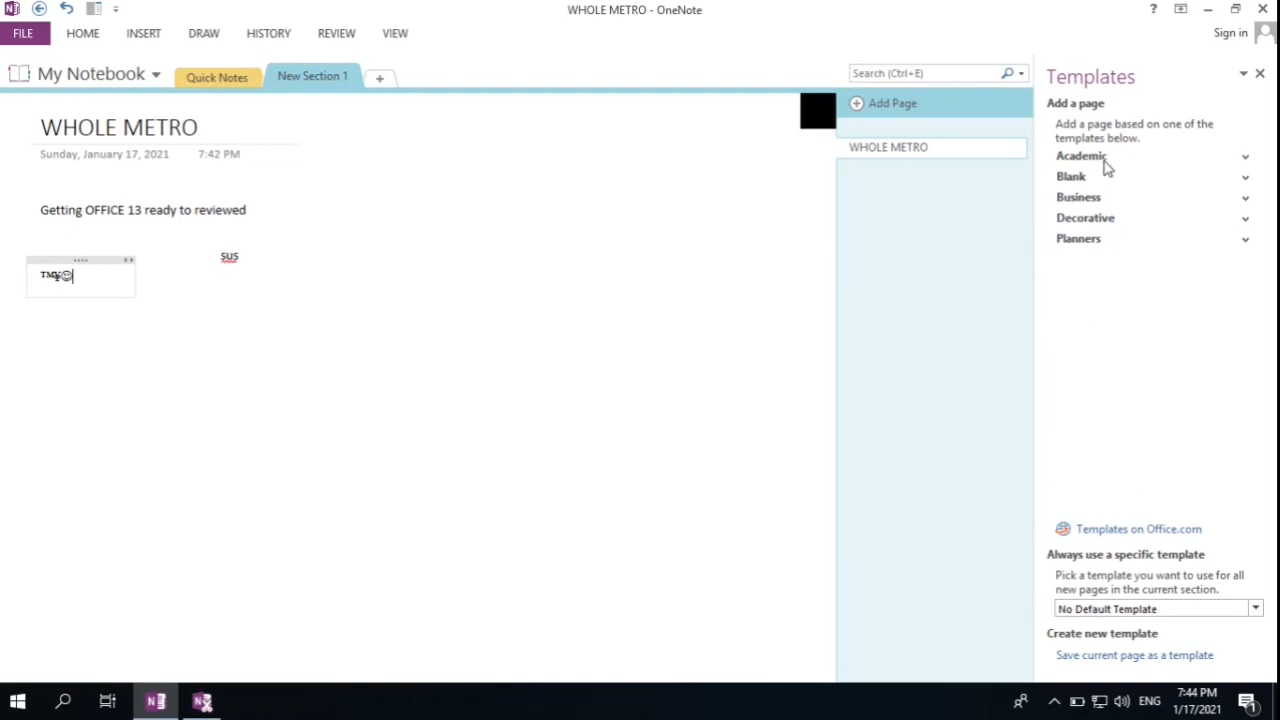 WHOLE METRO - OneNote
FILE HOME INSERT DRAW HISTORY REVIEW VIEW
Sign in
My Notebook
Quick Notes
New Section 1
Search (Ctrl+E)
Add Page
WHOLE METRO
WHOLE METRO
Sunday, January 17, 2021 7:42 PM
Getting OFFICE 13 ready to reviewed
sus
™¥☺
Templates
Add a page
Add a page based on one of the
templates below.
Academic
Blank
Business
Decorative
Planners
Templates on Office.com
Always use a specific template
Pick a template you want to use for all
new pages in the current section.
No Default Template
Create new template
Save current page as a template
ENG
7:44 PM
1/17/2021
1